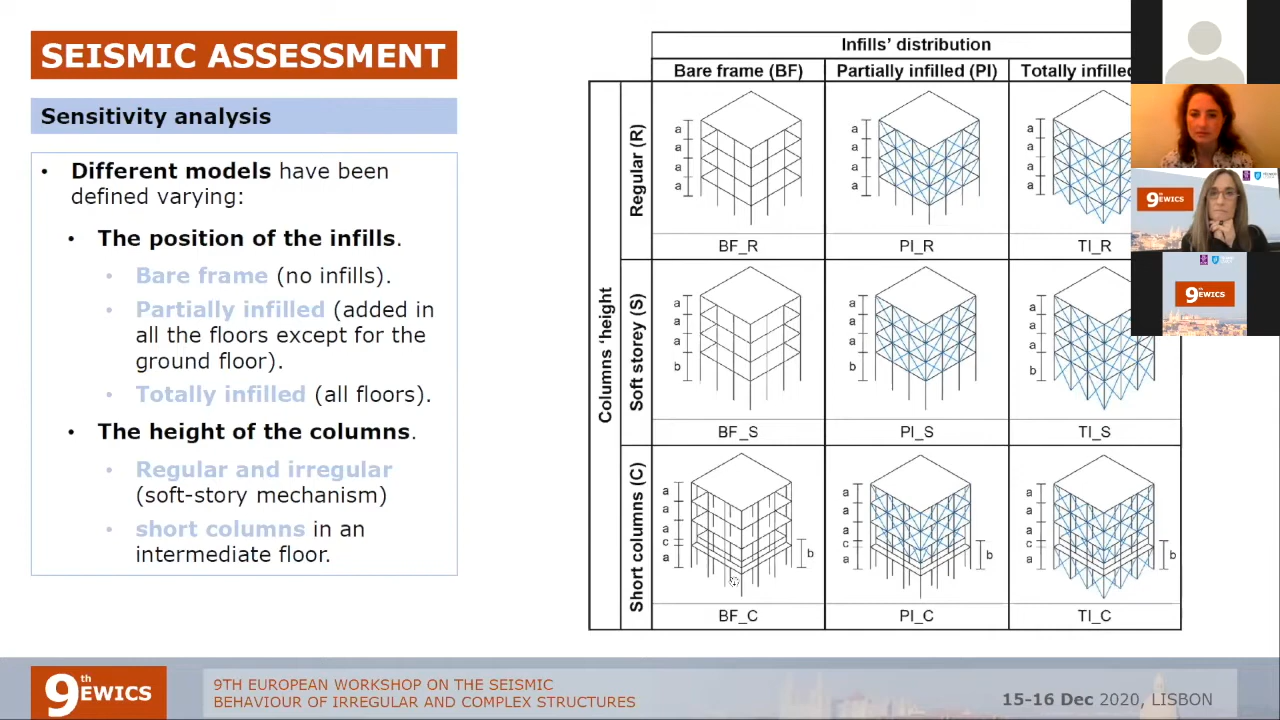 SEISMIC ASSESSMENT
Sensitivity analysis
• Different models have been
defined varying:
• The position of the infills.
• Bare frame (no infills).
• Partially infilled (added in
all the floors except for the
ground floor).
• Totally infilled (all floors).
• The height of the columns.
• Regular and irregular
(soft-story mechanism)
• short columns in an
intermediate floor.
Infills’ distribution
Bare frame (BF)
Partially infilled (PI)
Totally infilled
Columns ‘height
Regular (R)
a
a
a
a
BF_R
a
a
a
a
PI_R
a
a
a
a
TI_R
Soft storey (S)
a
a
a
b
BF_S
a
a
a
b
PI_S
a
a
a
b
TI_S
Short columns (C)
a
a
a
c
a
b
BF_C
a
a
a
c
a
b
PI_C
a
a
a
c
a
b
TI_C
9th EWICS
9 EWICS
9th EWICS
9TH EUROPEAN WORKSHOP ON THE SEISMIC
BEHAVIOUR OF IRREGULAR AND COMPLEX STRUCTURES
15-16 Dec 2020, LISBON